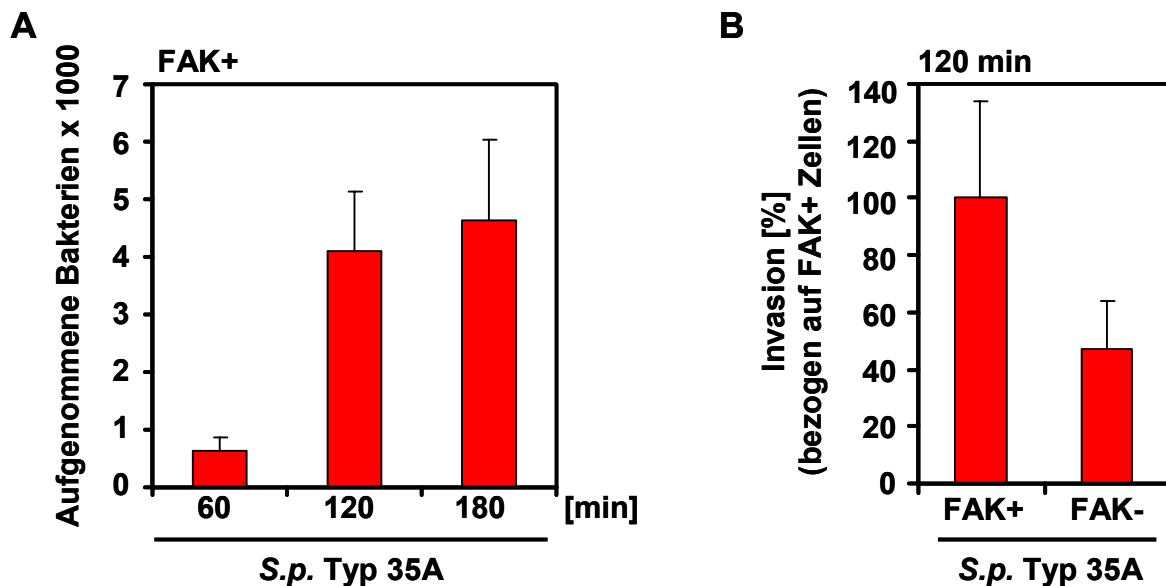 A
FAK+
Aufgenommene Bakterien x 1000
7
6
5
4
3
2
1
0
60 120 180 [min]
S.p. Typ 35A
B
120 min
Invasion [%]
(bezogen auf FAK+ Zellen)
140
120
100
80
60
40
20
0
FAK+ FAK-
S.p. Typ 35A